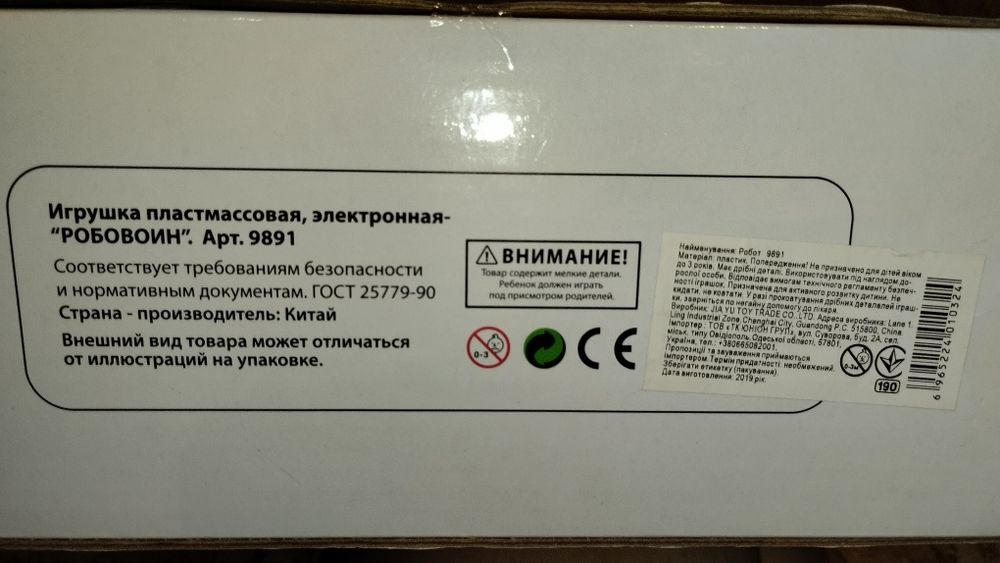 Игрушка пластмассовая, электронная-
“РОБОВОИН”. Арт. 9891
Соответствует требованиям безопасности
и нормативным документам. ГОСТ 25779-90
Страна - производитель: Китай
Внешний вид товара может отличаться
от иллюстраций на упаковке.
ВНИМАНИЕ!
Товар содержит мелкие детали.
Ребенок должен играть
под присмотром родителей.
0-3
CE
Найменування: Робот 9891
Матеріал: пластик. Попередження! Не призначено для дітей віком
до 3 років. Має дрібні деталі. Використовувати під наглядом до-
рослої особи. Відповідає вимогам технічного регламенту безпеч-
ності іграшок. Призначена для активного розвитку дитини. Не
кидати, не ковтати. У разі проковтування дрібних деталей іграш-
ки, зверніться по негайну допомогу до лікаря.
Виробник: JIA YU TOY TRADE CO.,LTD. Адреса виробника: Lane 1,
Ling Industrial Zone, Chenghai City, Guandong P.C. 515800, China.
Імпортер: ТОВ «ТК ЮНІОН ГРУП», вул. Суворова, буд. 2А, сел.
міськ. типу Овідіополь, Одеської області, 67801,
Україна, тел.: +380665082001.
Пропозиції та зауваження приймаються
імпортером. Термін придатності: необмежений.
Зберігати етикетку (пакування).
Дата виготовлення: 2019 рік.
0-3м
190
6965224010324